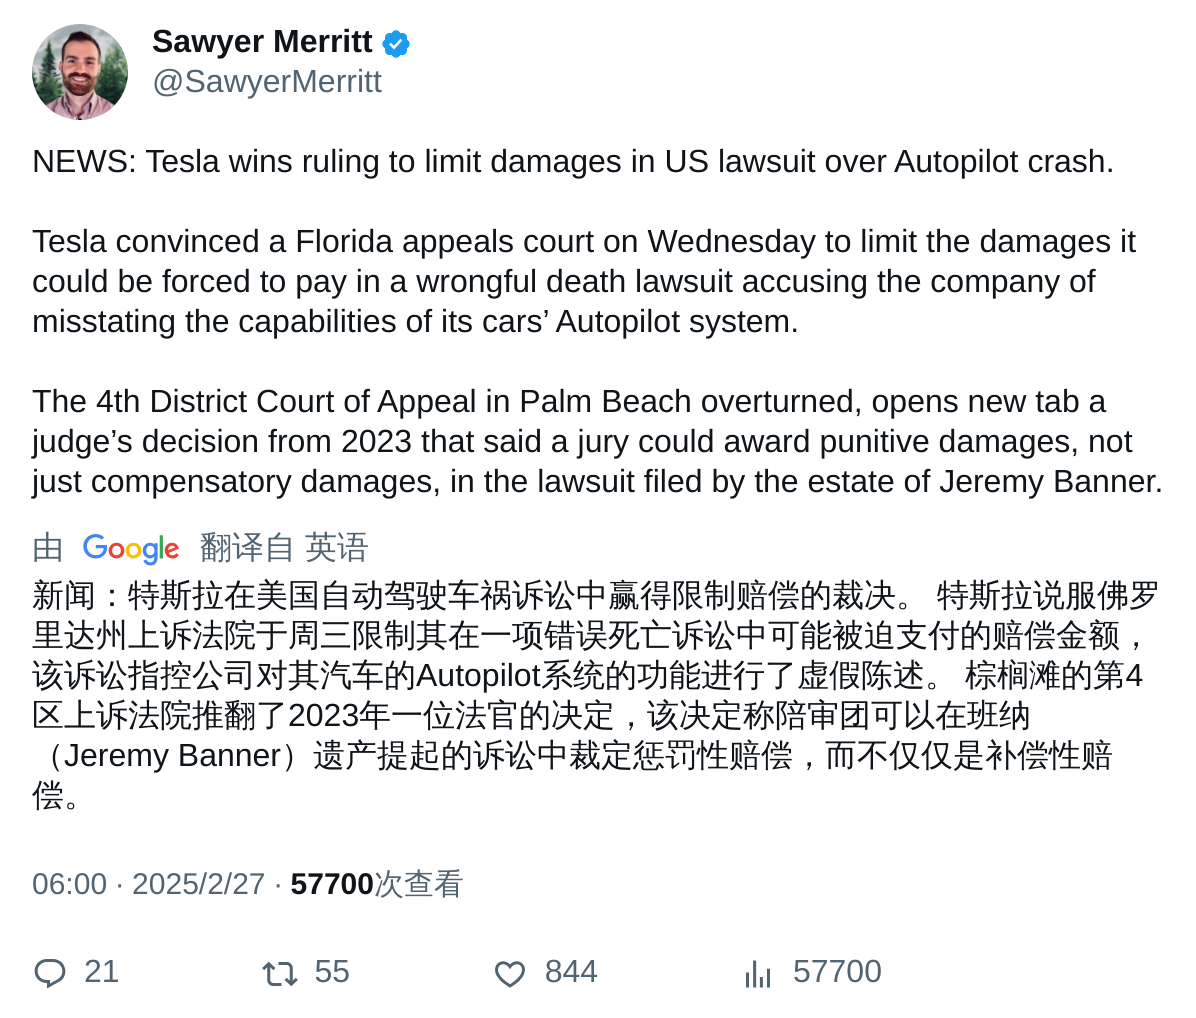 Sawyer Merritt
@SawyerMerritt
NEWS: Tesla wins ruling to limit damages in US lawsuit over Autopilot crash.
Tesla convinced a Florida appeals court on Wednesday to limit the damages it
could be forced to pay in a wrongful death lawsuit accusing the company of
misstating the capabilities of its cars’ Autopilot system.
The 4th District Court of Appeal in Palm Beach overturned, opens new tab a
judge’s decision from 2023 that said a jury could award punitive damages, not
just compensatory damages, in the lawsuit filed by the estate of Jeremy Banner.
由 Google 翻译自 英语
新闻：特斯拉在美国自动驾驶车祸诉讼中赢得限制赔偿的裁决。 特斯拉说服佛罗
里达州上诉法院于周三限制其在一项错误死亡诉讼中可能被迫支付的赔偿金额，
该诉讼指控公司对其汽车的Autopilot系统的功能进行了虚假陈述。 棕榈滩的第4
区上诉法院推翻了2023年一位法官的决定，该决定称陪审团可以在班纳
（Jeremy Banner）遗产提起的诉讼中裁定惩罚性赔偿，而不仅仅是补偿性赔
偿。
06:00 · 2025/2/27 · 57700次查看
21 55 844 57700